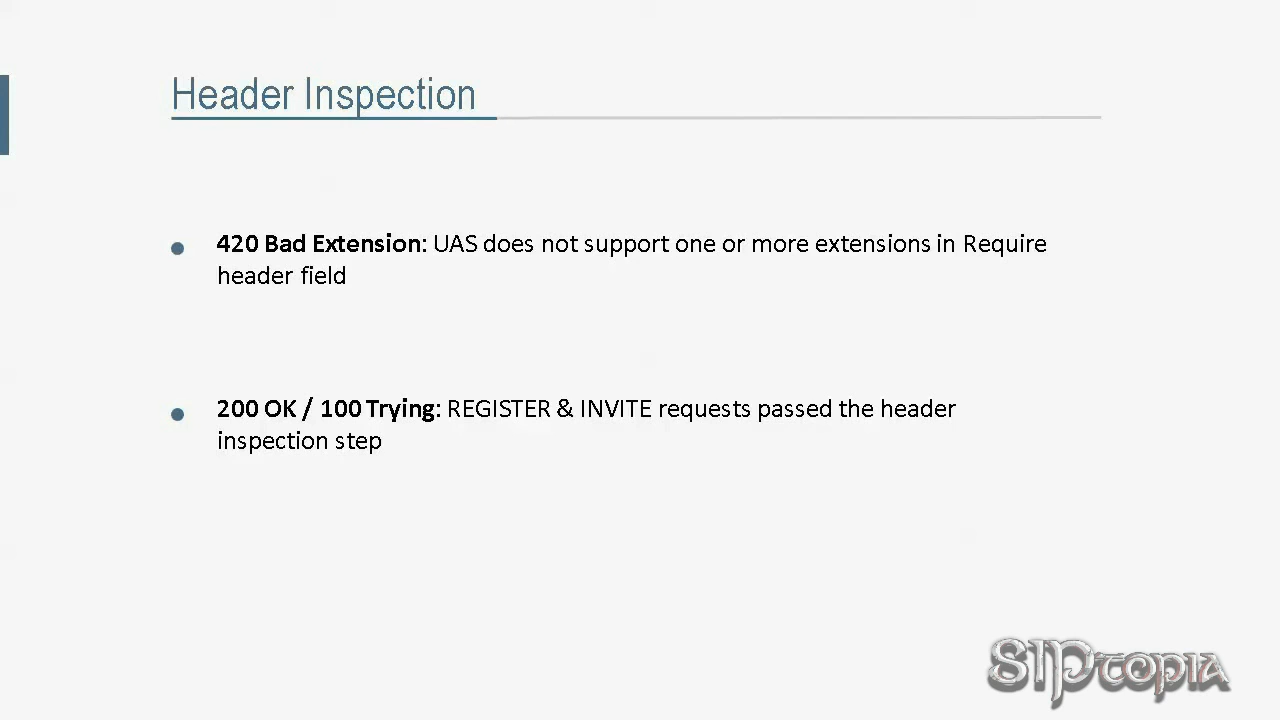 Header Inspection
420 Bad Extension: UAS does not support one or more extensions in Require
header field
200 OK / 100 Trying: REGISTER & INVITE requests passed the header
inspection step
SIPtopia